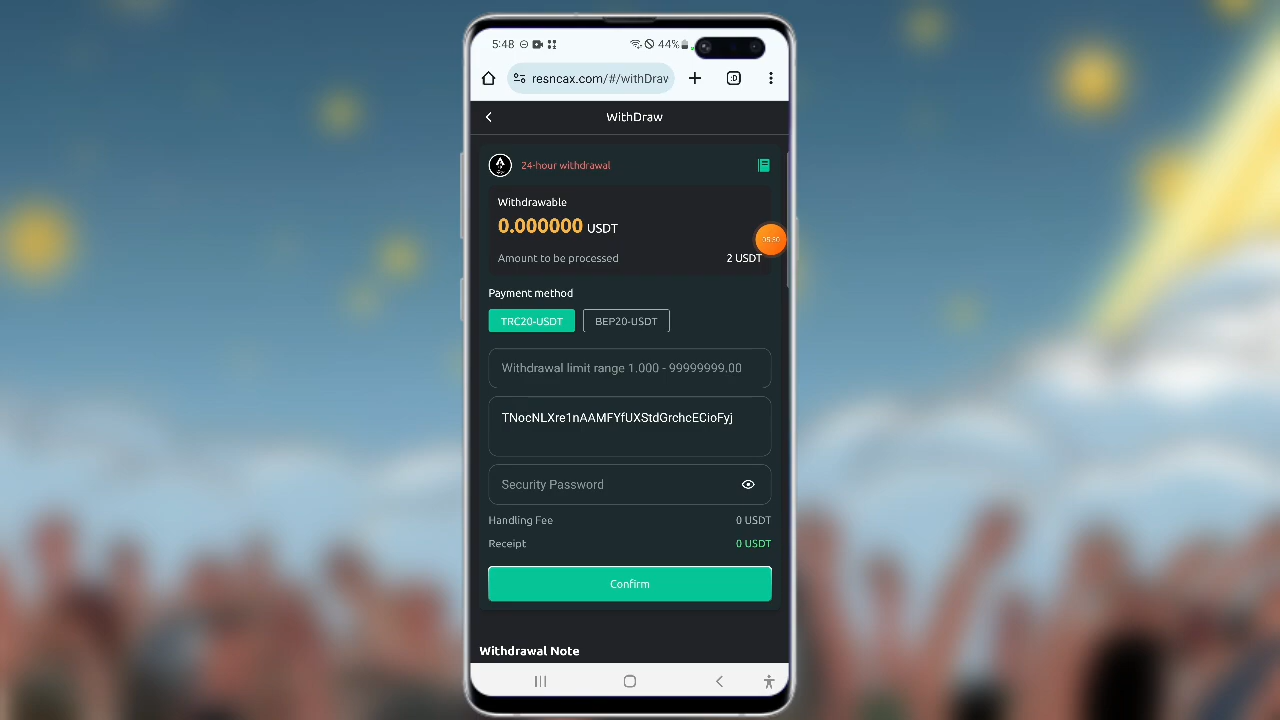 5:48
44%
resncax.com/#/withDraw
:D
WithDraw
24-hour withdrawal
Withdrawable
0.000000 USDT
05:30
Amount to be processed 2 USDT
Payment method
TRC20-USDT BEP20-USDT
Withdrawal limit range 1.000 - 99999999.00
TNocNLXre1nAAMFYfUXStdGrchcECioFyj
Security Password
Handling Fee 0 USDT
Receipt 0 USDT
Confirm
Withdrawal Note